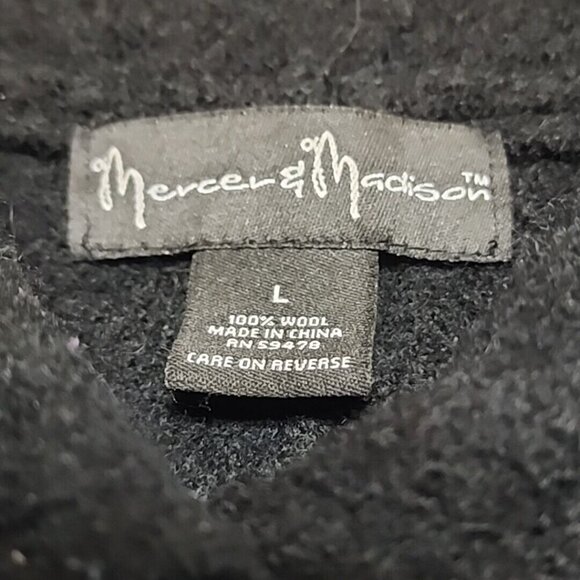 Mercer & Madison™
L
100% WOOL
MADE IN CHINA
RN 59478
CARE ON REVERSE